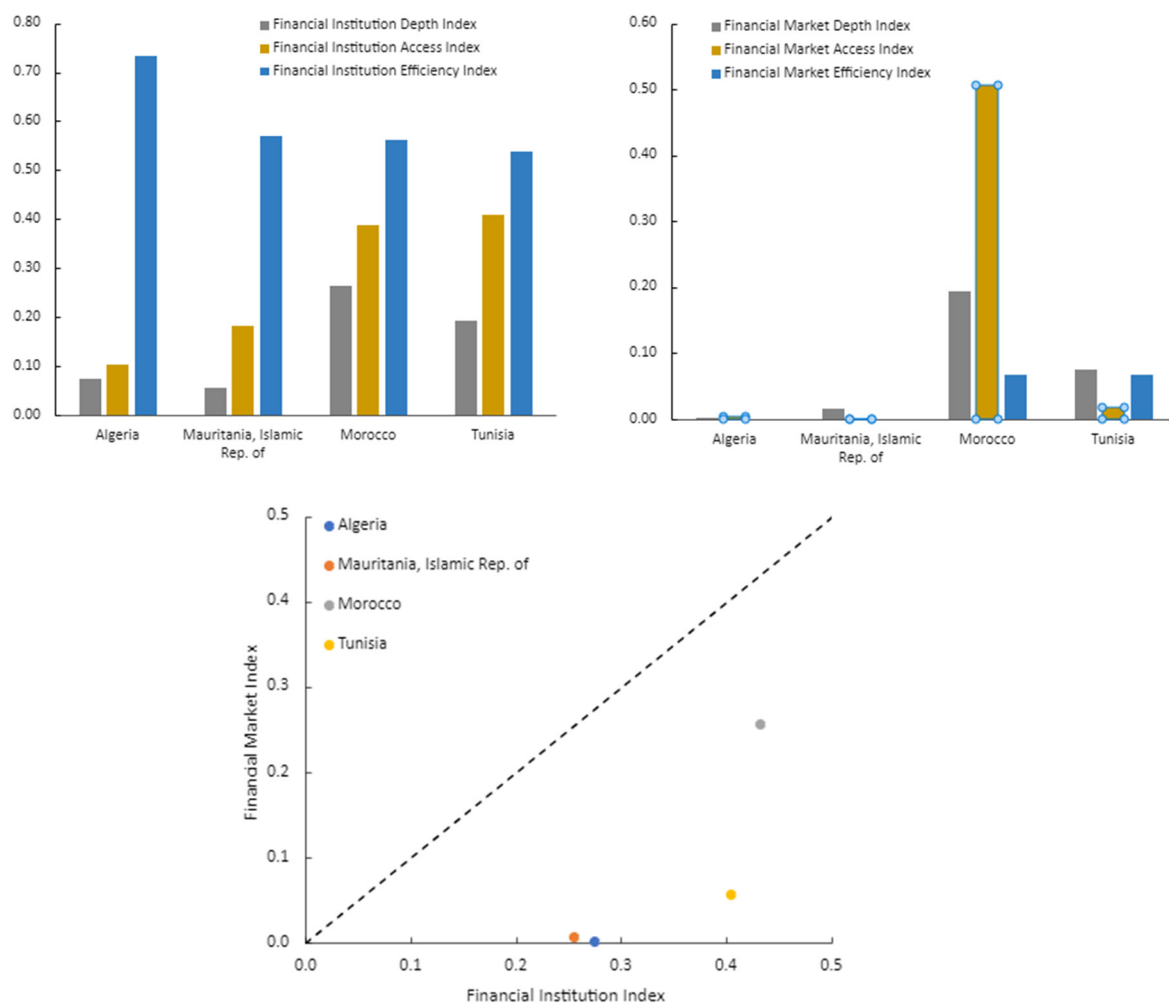 0.80
0.70
0.60
0.50
0.40
0.30
0.20
0.10
0.00
Financial Institution Depth Index
Financial Institution Access Index
Financial Institution Efficiency Index
Algeria
Mauritania, Islamic
Rep. of
Morocco
Tunisia
0.60
0.50
0.40
0.30
0.20
0.10
0.00
Financial Market Depth Index
Financial Market Access Index
Financial Market Efficiency Index
Algeria
Mauritania, Islamic
Rep. of
Morocco
Tunisia
Financial Market Index
0.5
0.4
0.3
0.2
0.1
0.0
Algeria
Mauritania, Islamic Rep. of
Morocco
Tunisia
0.0 0.1 0.2 0.3 0.4 0.5
Financial Institution Index